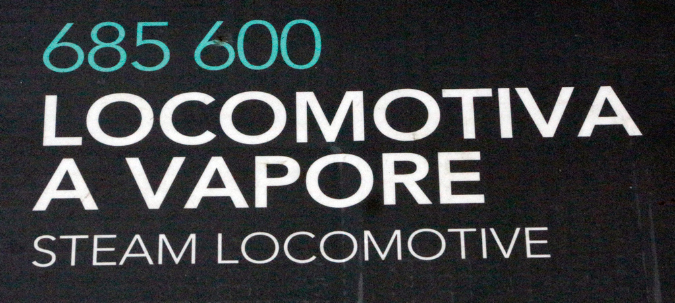 685 600
LOCOMOTIVA
A VAPORE
STEAM LOCOMOTIVE